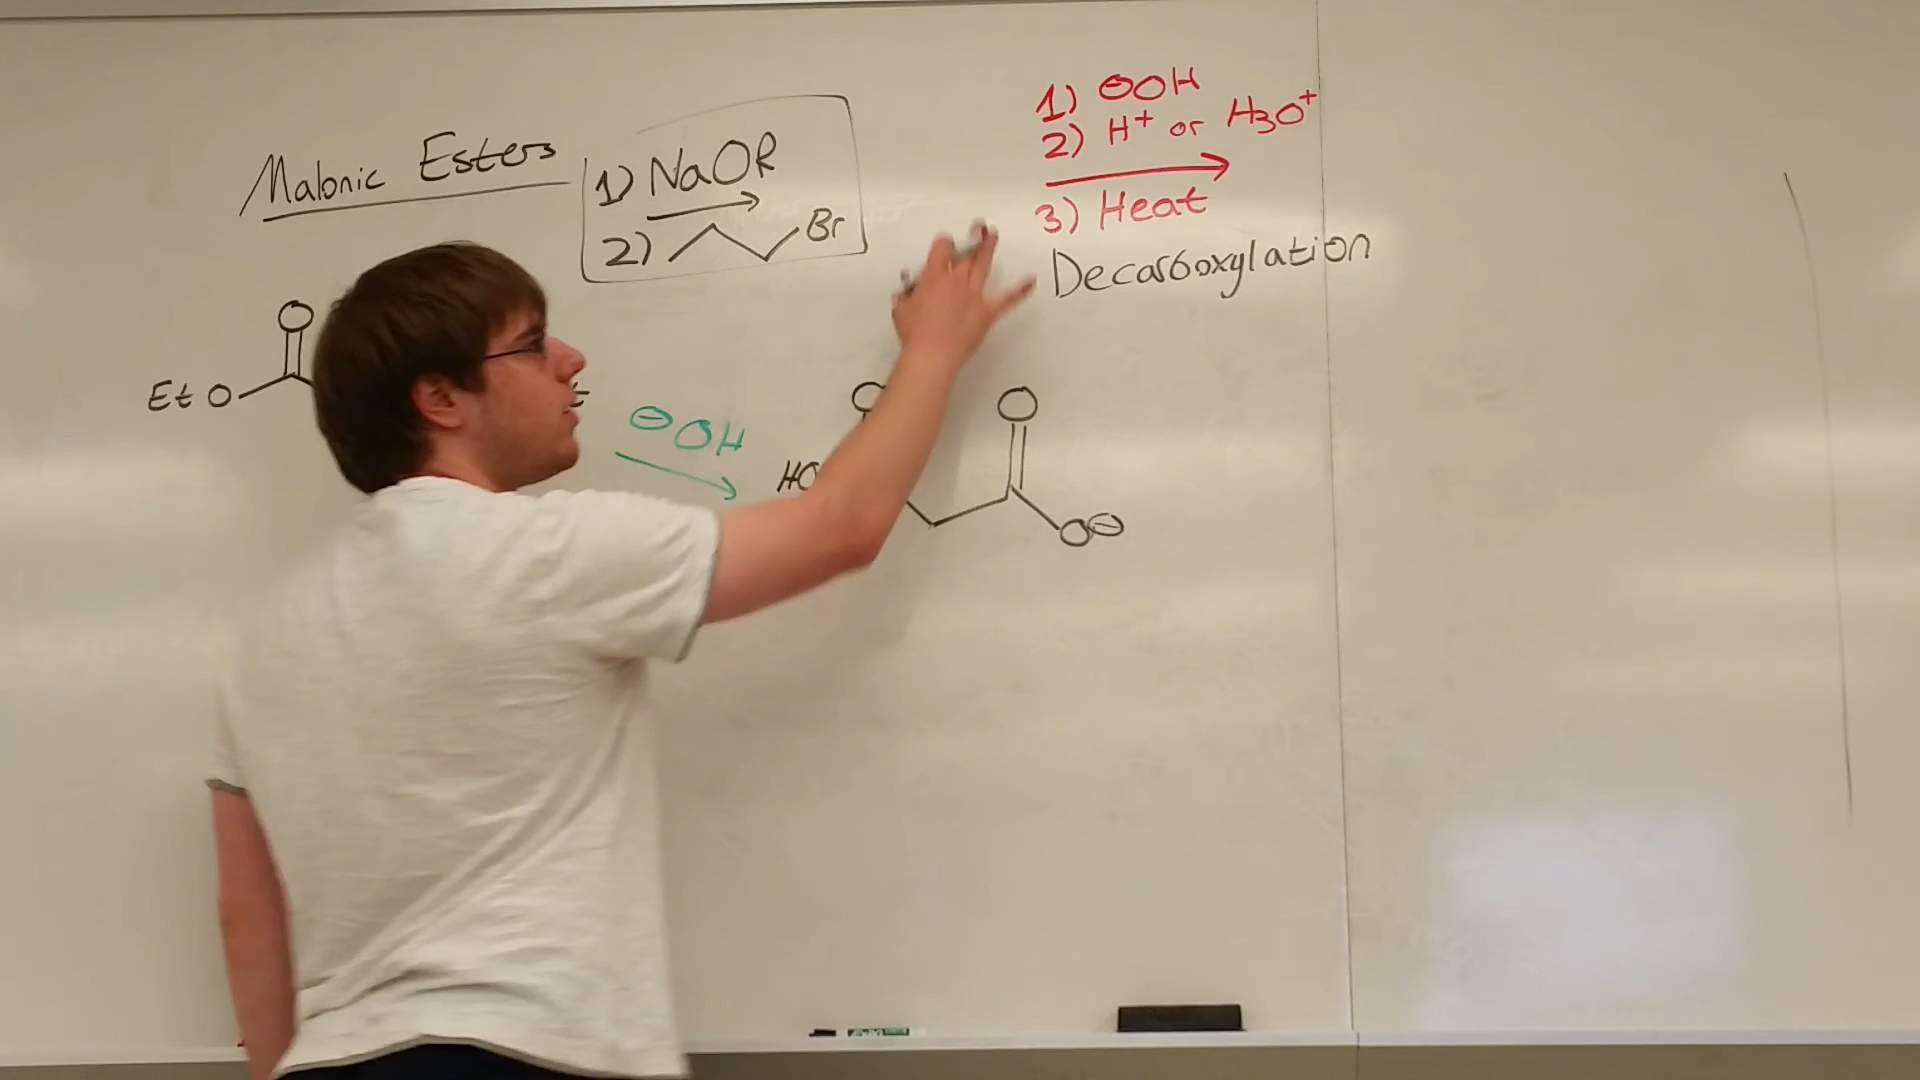 Malonic Esters
1) NaOR
2) Br
1) ⊖OH
2) H+ or H3O+
3) Heat
Decarboxylation
O
Et O
⊖OH
O
HO
O
O⊖